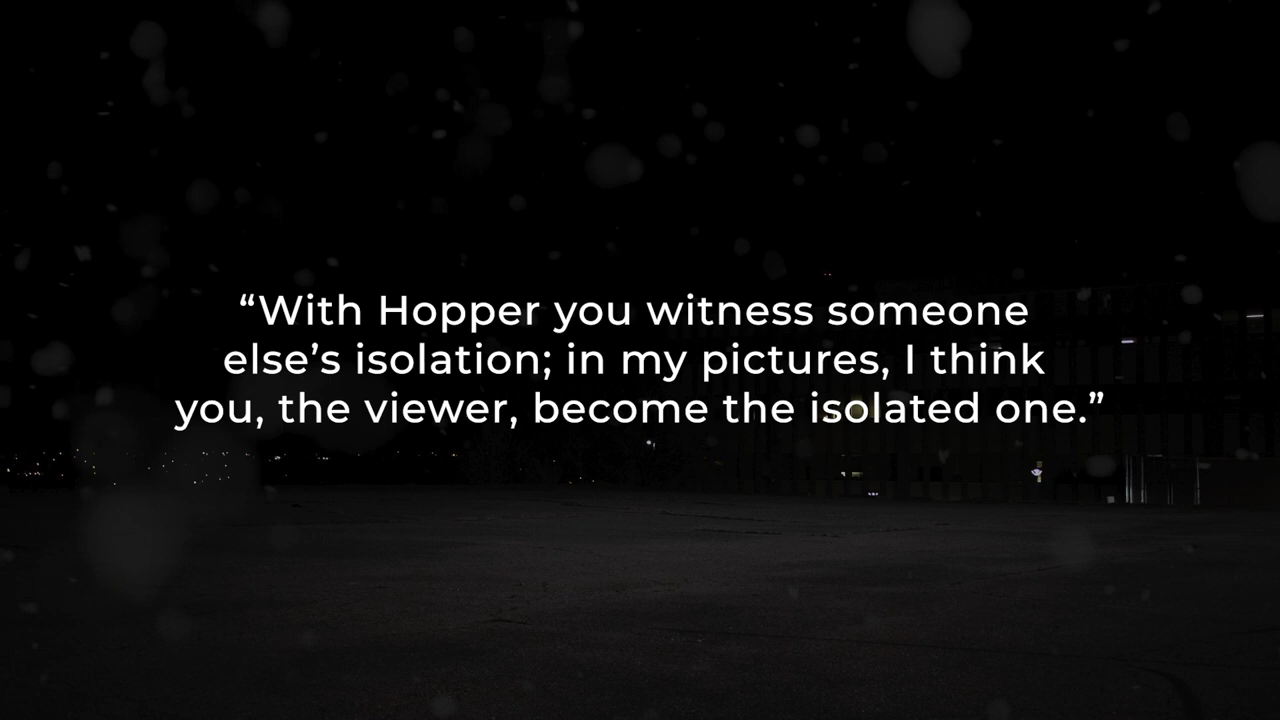 “With Hopper you witness someone
else’s isolation; in my pictures, I think
you, the viewer, become the isolated one.”